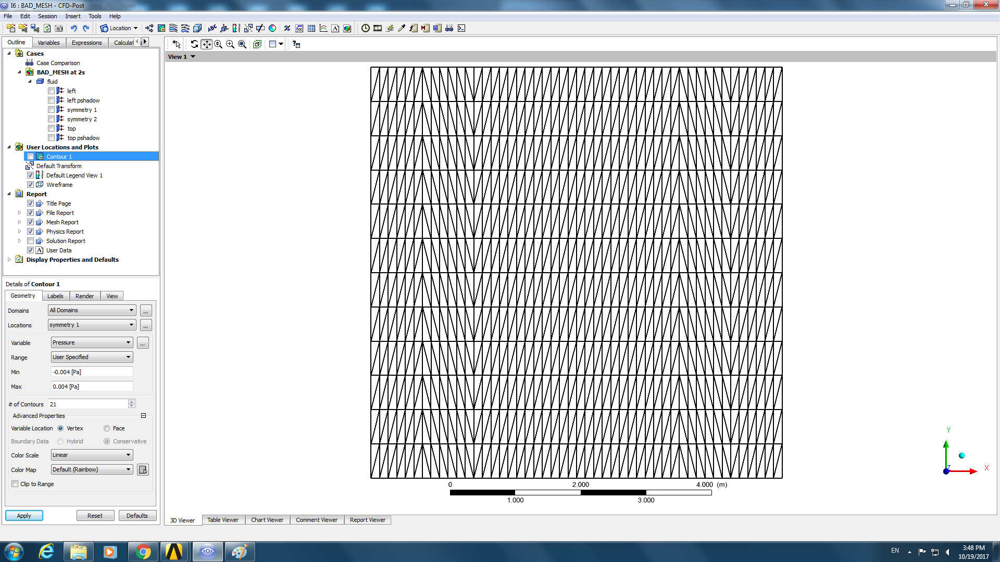 I6 : BAD_MESH - CFD-Post
File Edit Session Insert Tools Help
Location
Outline Variables Expressions Calculat
Cases
Case Comparison
BAD_MESH at 2s
fluid
left
left pshadow
symmetry 1
symmetry 2
top
top pshadow
User Locations and Plots
Contour 1
Default Transform
Default Legend View 1
Wireframe
Report
Title Page
File Report
Mesh Report
Physics Report
Solution Report
User Data
Display Properties and Defaults
Details of Contour 1
Geometry Labels Render View
Domains All Domains ...
Locations symmetry 1 ...
Variable Pressure ...
Range User Specified
Min -0.004 [Pa]
Max 0.004 [Pa]
# of Contours 21
Advanced Properties
Variable Location Vertex Face
Boundary Data Hybrid Conservative
Color Scale Linear
Color Map Default (Rainbow)
Clip to Range
Apply Reset Defaults
View 1
0 2.000 4.000 (m)
1.000 3.000
Y
Z
X
3D Viewer Table Viewer Chart Viewer Comment Viewer Report Viewer
EN
3:48 PM
10/19/2017